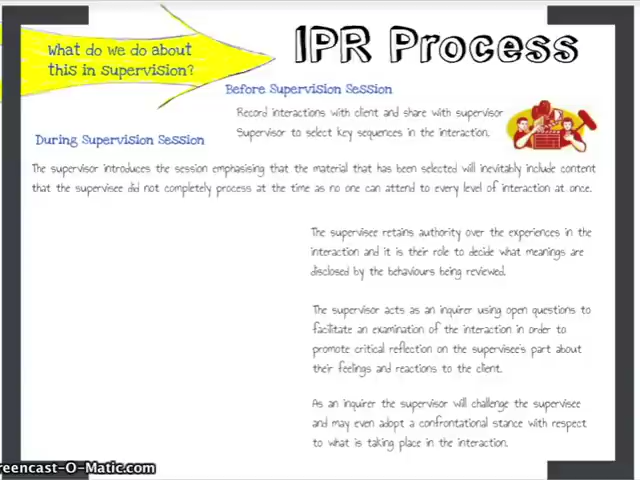 What do we do about
this in supervision?
IPR Process
Before Supervision Session
Record interactions with client and share with supervisor
Supervisor to select key sequences in the interaction.
During Supervision Session
The supervisor introduces the session emphasising that the material that has been selected will inevitably include content
that the supervisee did not completely process at the time as no one can attend to every level of interaction at once.
The supervisee retains authority over the experiences in the
interaction and it is their role to decide what meanings are
disclosed by the behaviours being reviewed.
The supervisor acts as an inquirer using open questions to
facilitate an examination of the interaction in order to
promote critical reflection on the supervisee's part about
their feelings and reactions to the client.
As an inquirer the supervisor will challenge the supervisee
and may even adopt a confrontational stance with respect
to what is taking place in the interaction.
reencast-O-Matic.com